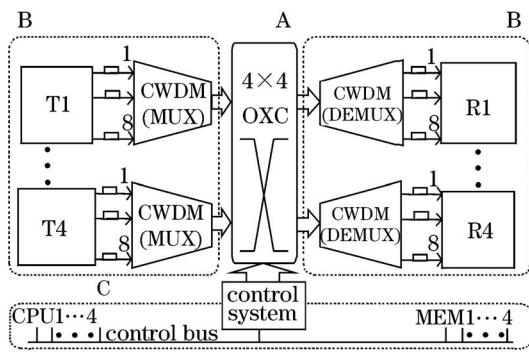 B A B
1 1
T1 CWDM (MUX) 4×4 OXC CWDM (DEMUX) R1
8 8
1 1
T4 CWDM (MUX) CWDM (DEMUX) R4
8 8
C
control system
CPU1⋯4 control bus MEM1⋯4